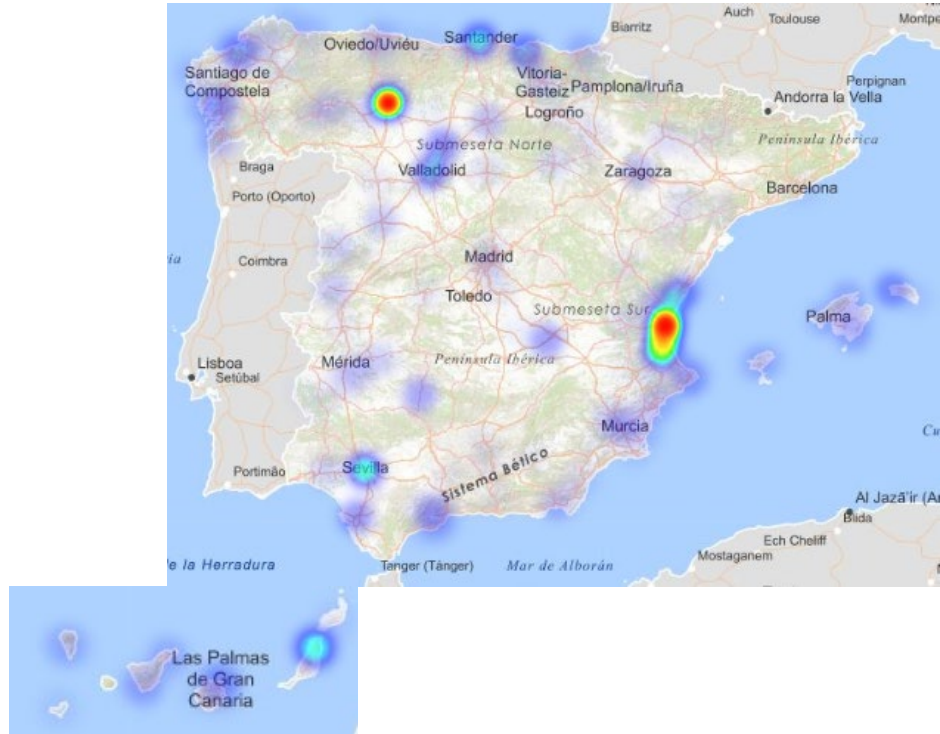 Auch
Toulouse
Biarritz
Montpe
Santander
Oviedo/Uviéu
Santiago de
Compostela
Vitoria-
Gasteiz
Pamplona/Iruña
Logroño
Perpignan
Andorra la Vella
Península Ibérica
Submeseta Norte
Valladolid
Zaragoza
Barcelona
Braga
Porto (Oporto)
Coimbra
Madrid
Toledo
Submeseta Sur
Palma
Península Ibérica
Mérida
Lisboa
Setúbal
Murcia
Sevilla
Sistema Bético
Portimão
Al Jazā'ir (Ar
Blida
Ech Cheliff
Mostaganem
de la Herradura
Tanger (Tánger)
Mar de Alborán
Las Palmas
de Gran
Canaria